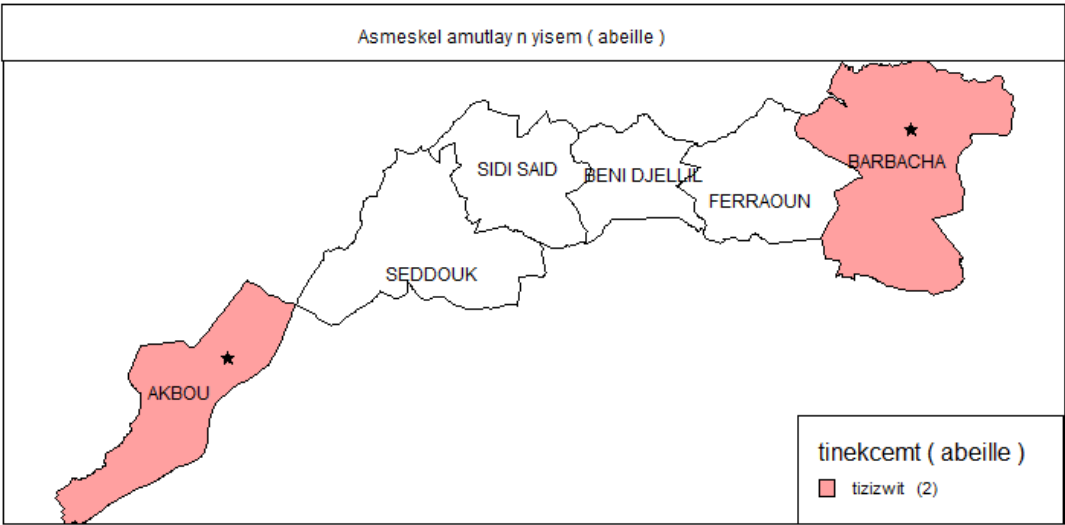 Asmeskel amutlay n yisem ( abeille )
BARBACHA
SIDI SAID
BENI DJELLIL
FERRAOUN
SEDDOUK
AKBOU
tinekcemt ( abeille )
tizizwit (2)